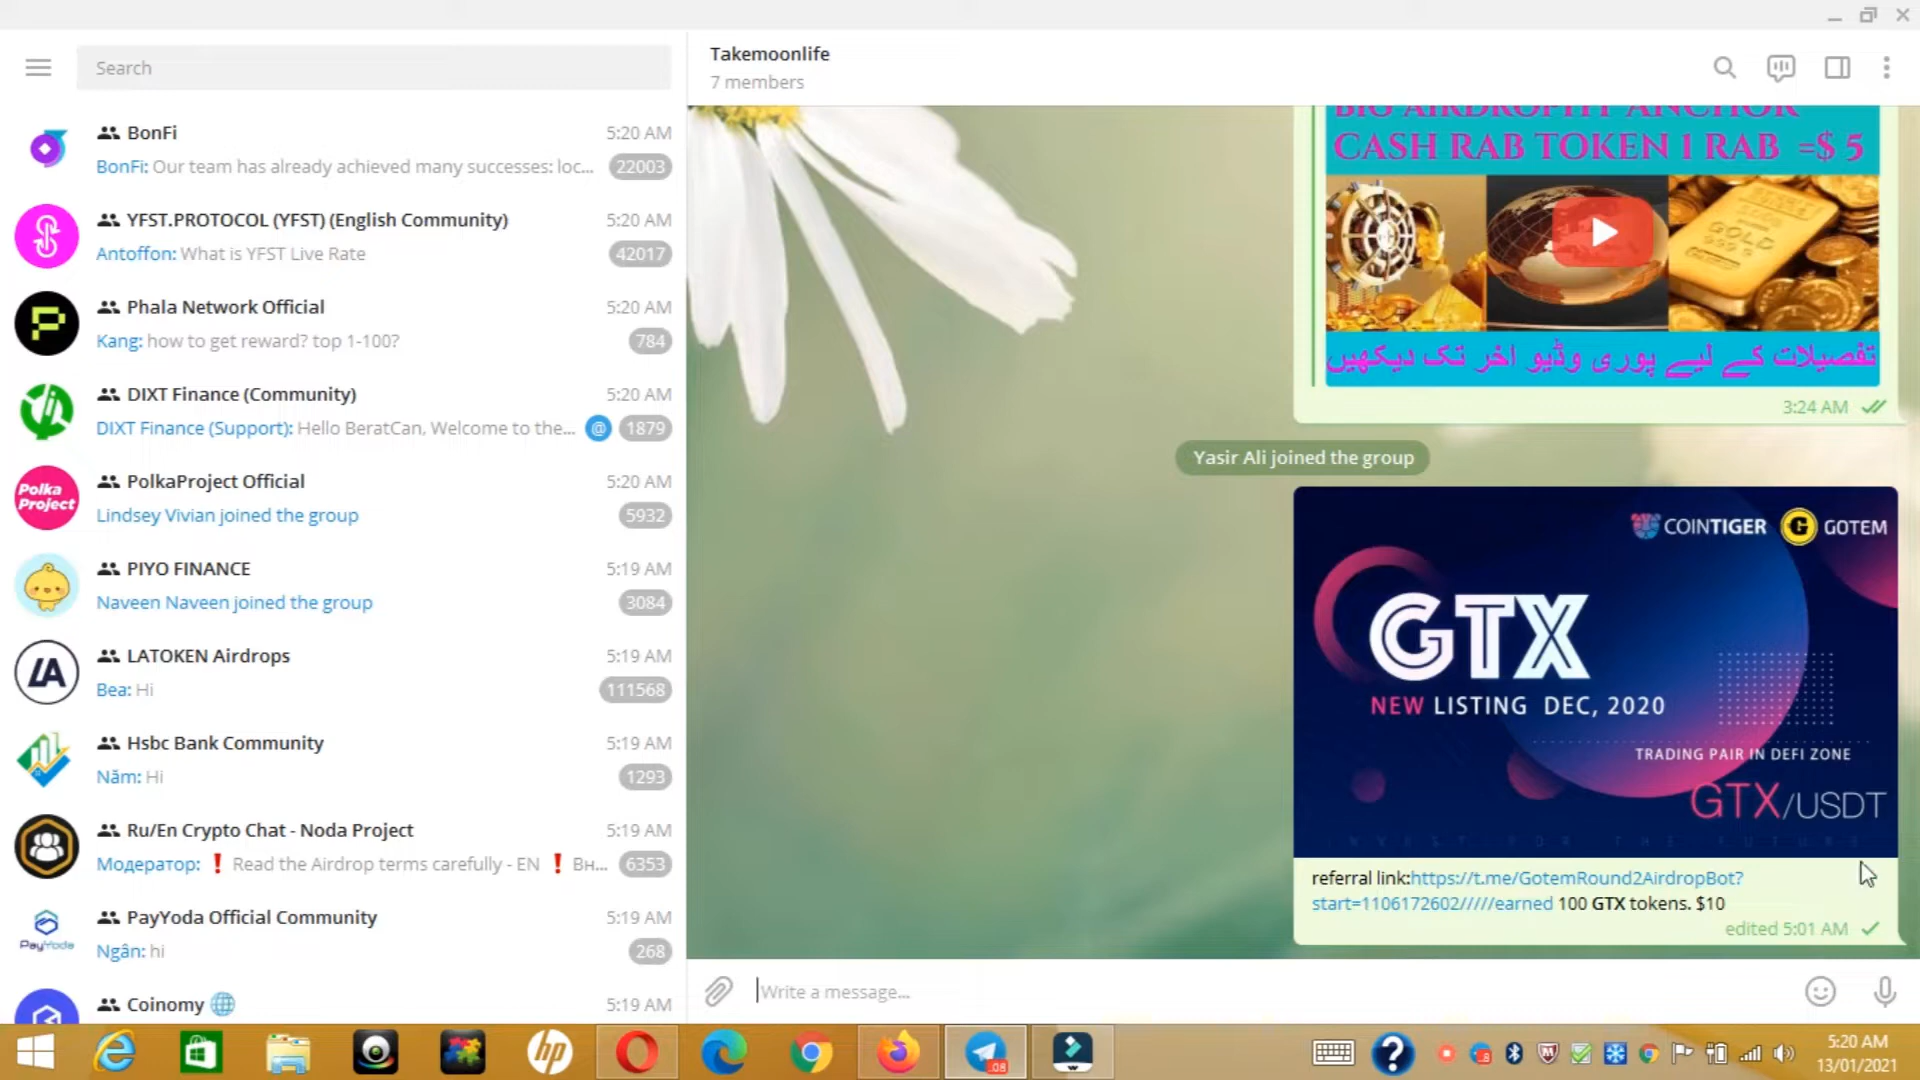 Search
BonFi
5:20 AM
BonFi: Our team has already achieved many successes: loc...
22003
YFST.PROTOCOL (YFST) (English Community)
5:20 AM
Antoffon: What is YFST Live Rate
42017
Phala Network Official
5:20 AM
Kang: how to get reward? top 1-100?
784
DIXT Finance (Community)
5:20 AM
DIXT Finance (Support): Hello BeratCan, Welcome to the...
@ 1879
Polka
Project
PolkaProject Official
5:20 AM
Lindsey Vivian joined the group
5932
PIYO FINANCE
5:19 AM
Naveen Naveen joined the group
3084
LATOKEN Airdrops
5:19 AM
Bea: Hi
111568
Hsbc Bank Community
5:19 AM
Năm: Hi
1293
Ru/En Crypto Chat - Noda Project
5:19 AM
Модератор: ❗ Read the Airdrop terms carefully - EN ❗ Вн...
6353
PayYoda
PayYoda Official Community
5:19 AM
Ngân: hi
268
Coinomy
5:19 AM
Takemoonlife
7 members
CASH RAB TOKEN 1 RAB =$ 5
GOLD
تفصیلات کے لیے پوری وڈیو اخر تک دیکھیں
3:24 AM
Yasir Ali joined the group
COINTIGER GOTEM
GTX
NEW LISTING DEC, 2020
TRADING PAIR IN DEFI ZONE
GTX/USDT
INVEST FOR THE FUTURE
referral link:https://t.me/GotemRound2AirdropBot?
start=1106172602/////earned 100 GTX tokens. $10
edited 5:01 AM
Write a message...
hp
.08
5:20 AM
13/01/2021